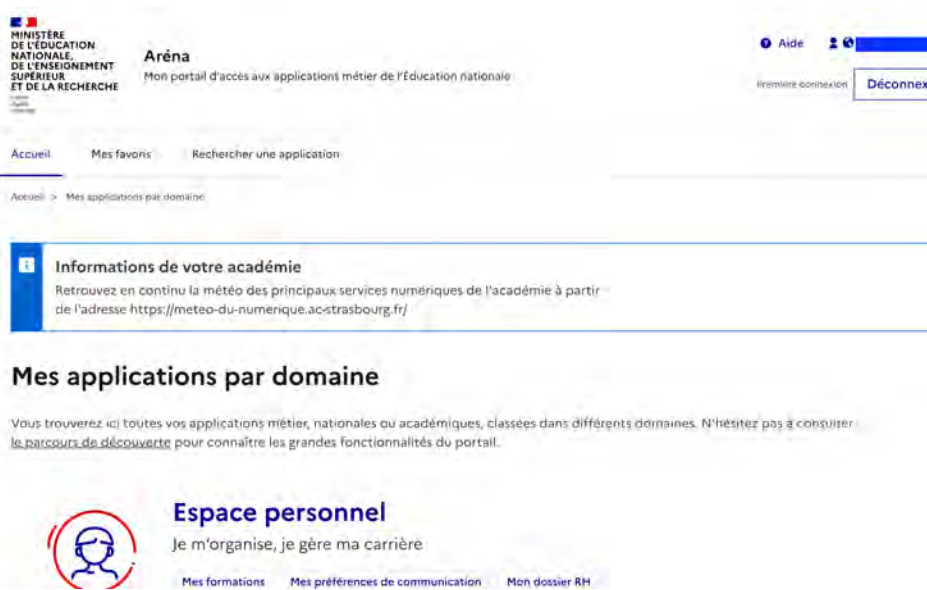 MINISTÈRE
DE L'ÉDUCATION
NATIONALE,
DE L'ENSEIGNEMENT
SUPÉRIEUR
ET DE LA RECHERCHE
Aréna
Mon portail d'accès aux applications métier de l'Éducation nationale
Aide
Première connexion
Déconnex
Accueil Mes favoris Rechercher une application
Accueil > Mes applications par domaine
Informations de votre académie
Retrouvez en continu la météo des principaux services numériques de l'académie à partir
de l'adresse https://meteo-du-numerique.ac-strasbourg.fr/
Mes applications par domaine
Vous trouverez ici toutes vos applications métier, nationales ou académiques, classées dans différents domaines. N'hésitez pas à consulter
le parcours de découverte pour connaître les grandes fonctionnalités du portail.
Espace personnel
Je m'organise, je gère ma carrière
Mes formations Mes préférences de communication Mon dossier RH